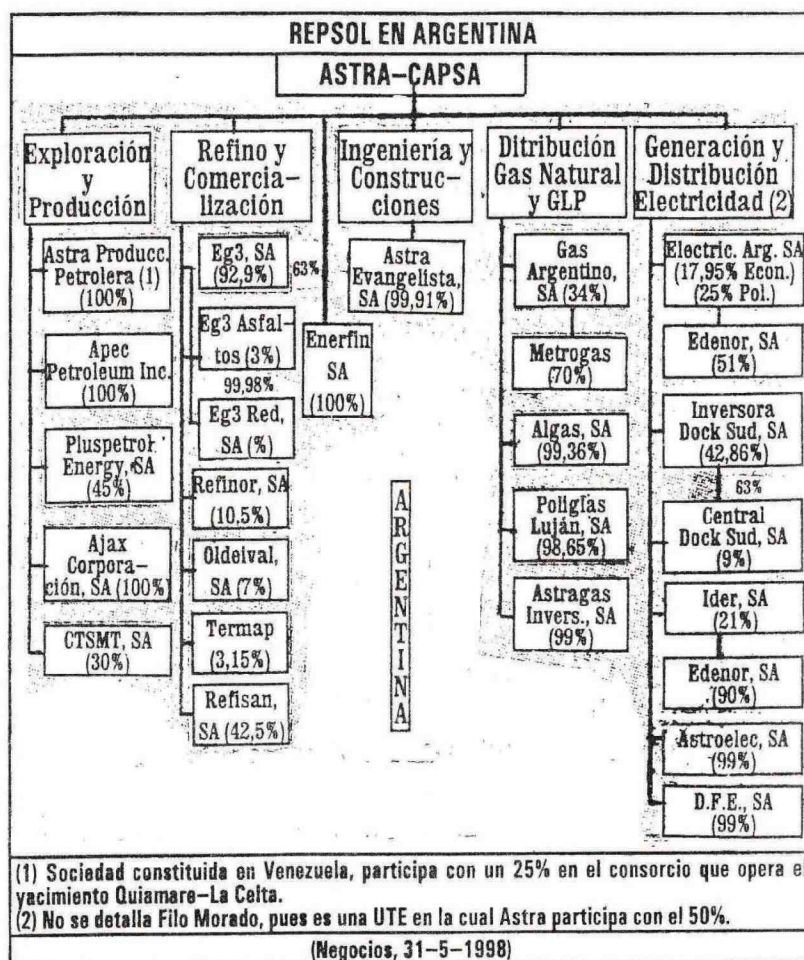 REPSOL EN ARGENTINA
ASTRA–CAPSA
Exploración
y
Producción
Astra Producc.
Petrolera (1)
(100%)
Apec
Petroleum Inc.
(100%)
Pluspetrol
Energy, SA
(45%)
Ajax
Corpora–
ción, SA (100%)
CTSMT, SA
(30%)
Refino y
Comercia–
lización
Eg3, SA
(92,9%)
63%
Eg3 Asfal–
tos (3%)
99,98%
Eg3 Red,
SA (%)
Refinor, SA
(10,5%)
Oldeival,
SA (7%)
Termap
(3,15%)
Refisan,
SA (42,5%)
Enerfin
SA
(100%)
Ingeniería y
Construc–
ciones
Astra
Evangelista,
SA (99,91%)
ARGENTINA
Ditribución
Gas Natural
y GLP
Gas
Argentino,
SA (34%)
Metrogas
(70%)
Algas, SA
(99,36%)
Poligfas
Luján, SA
(98,65%)
Astragas
Invers., SA
(99%)
Generación y
Distribución
Electricidad (2)
Electric. Arg. SA
(17,95% Econ.)
(25% Pol.)
Edenor, SA
(51%)
Inversora
Dock Sud, SA
(42,86%)
63%
Central
Dock Sud, SA
(9%)
Ider, SA
(21%)
Edenor, SA
(90%)
Astroelec, SA
(99%)
D.F.E., SA
(99%)
(1) Sociedad constituida en Venezuela, participa con un 25% en el consorcio que opera el
yacimiento Quiamare–La Ceita.
(2) No se detalla Filo Morado, pues es una UTE en la cual Astra participa con el 50%.
(Negocios, 31–5–1998)